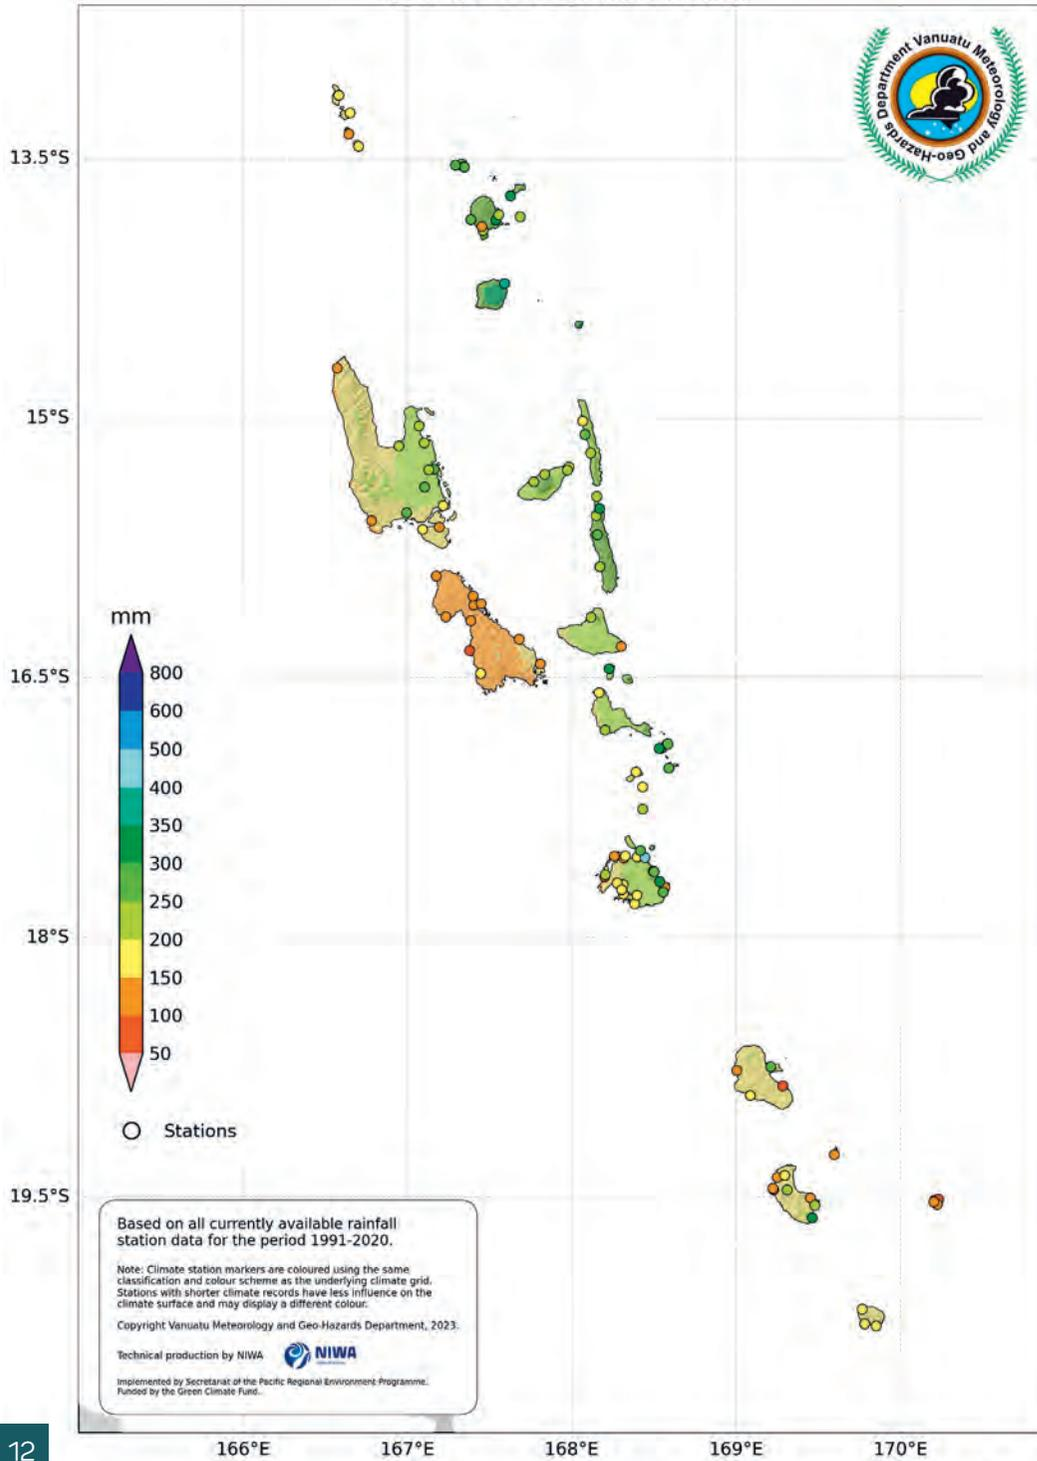 Vanuatu Meteorology and Geo-Hazards Department
13.5°S
15°S
mm
16.5°S
800
600
500
400
350
300
250
200
150
100
50
18°S
Stations
19.5°S
Based on all currently available rainfall
station data for the period 1991-2020.
Note: Climate station markers are coloured using the same
classification and colour scheme as the underlying climate grid.
Stations with shorter climate records have less influence on the
climate surface and may display a different colour.
Copyright Vanuatu Meteorology and Geo-Hazards Department, 2023.
Technical production by NIWA NIWA
Implemented by Secretariat of the Pacific Regional Environment Programme.
Funded by the Green Climate Fund.
12
166°E 167°E 168°E 169°E 170°E